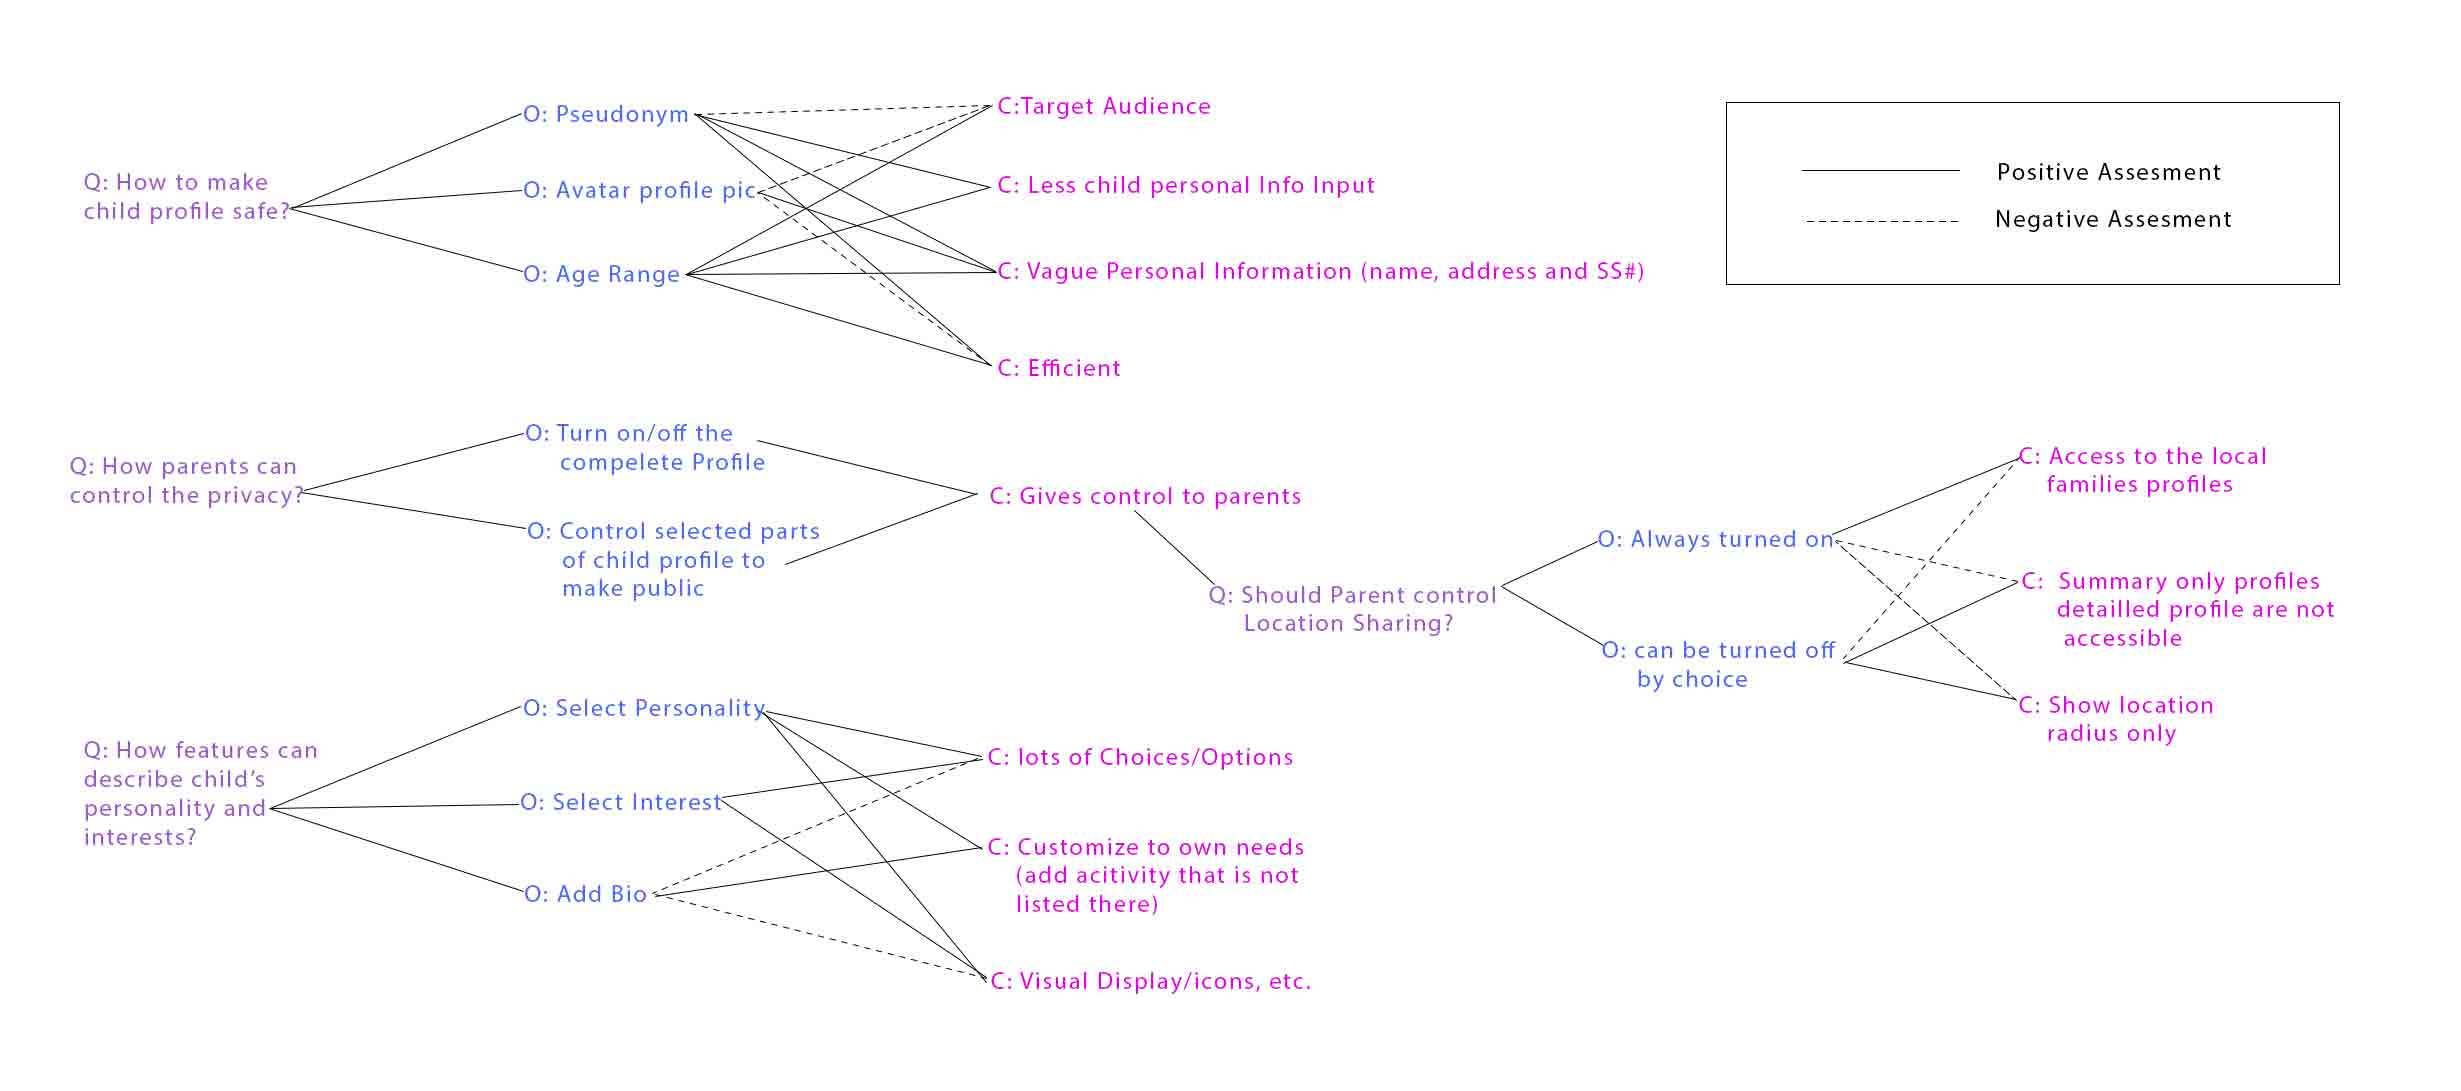 Q: How to make
child profile safe?
O: Pseudonym
O: Avatar profile pic
O: Age Range
C:Target Audience
C: Less child personal Info Input
C: Vague Personal Information (name, address and SS#)
C: Efficient
Positive Assesment
Negative Assesment
Q: How parents can
control the privacy?
O: Turn on/off the
compelete Profile
O: Control selected parts
of child profile to
make public
C: Gives control to parents
Q: Should Parent control
Location Sharing?
O: Always turned on
O: can be turned off
by choice
C: Access to the local
families profiles
C: Summary only profiles
detailled profile are not
accessible
C: Show location
radius only
Q: How features can
describe child’s
personality and
interests?
O: Select Personality
O: Select Interest
O: Add Bio
C: lots of Choices/Options
C: Customize to own needs
(add acitivity that is not
listed there)
C: Visual Display/icons, etc.